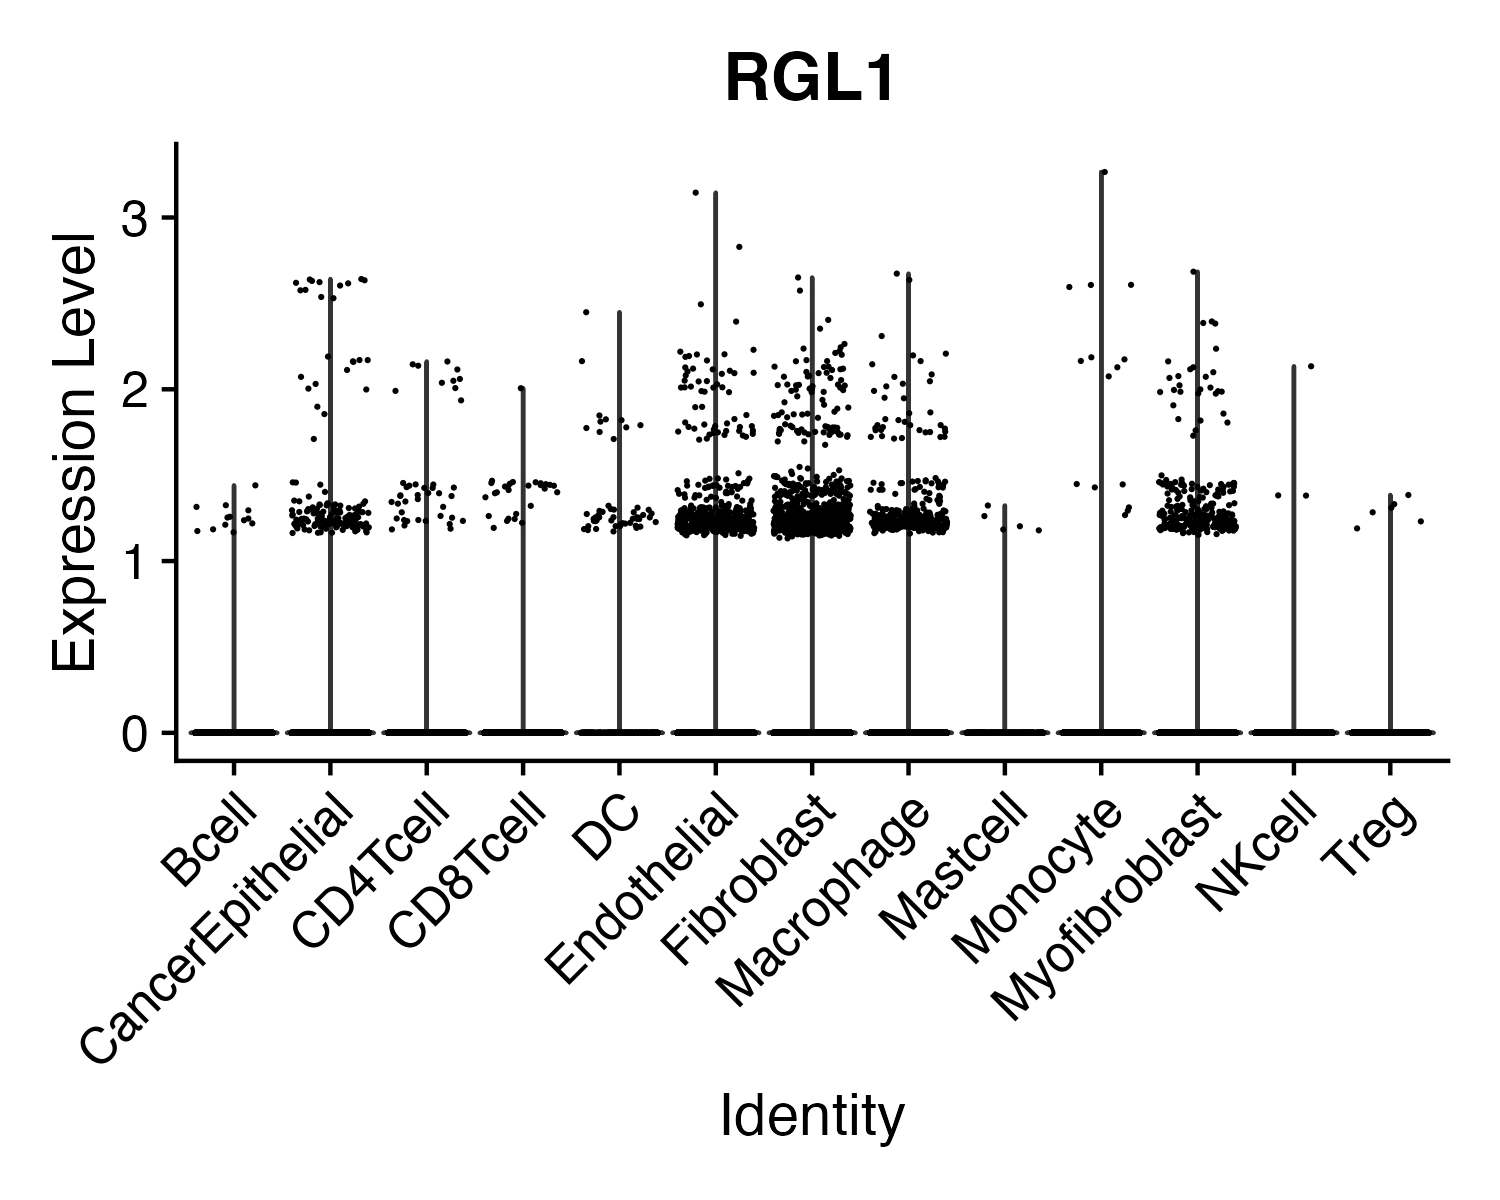 RGL1
Expression Level
3
2
1
0
Bcell
CancerEpithelial
CD4Tcell
CD8Tcell
DC
Endothelial
Fibroblast
Macrophage
Mastcell
Monocyte
Myofibroblast
NKcell
Treg
Identity